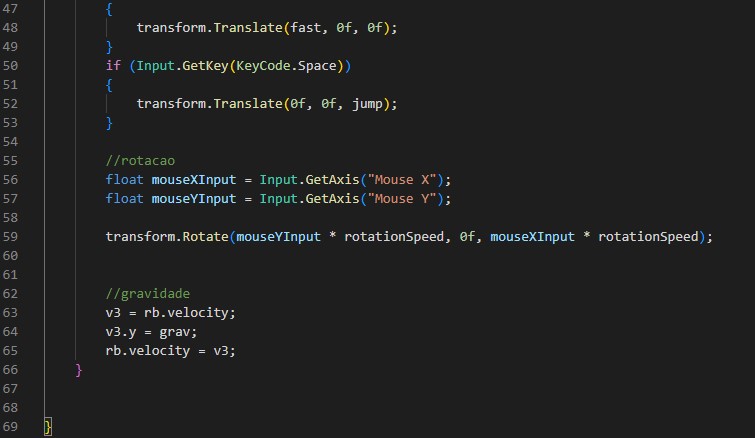 47 {
48 transform.Translate(fast, 0f, 0f);
49 }
50 if (Input.GetKey(KeyCode.Space))
51 {
52 transform.Translate(0f, 0f, jump);
53 }
54
55 //rotacao
56 float mouseXInput = Input.GetAxis("Mouse X");
57 float mouseYInput = Input.GetAxis("Mouse Y");
58
59 transform.Rotate(mouseYInput * rotationSpeed, 0f, mouseXInput * rotationSpeed);
60
61
62 //gravidade
63 v3 = rb.velocity;
64 v3.y = grav;
65 rb.velocity = v3;
66 }
67
68
69 }